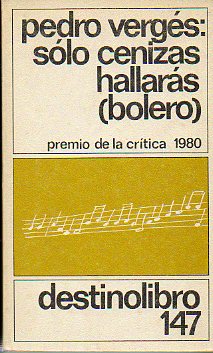 pedro vergés:
sólo cenizas
hallarás
(bolero)
premio de la crítica 1980
destinolibro
147